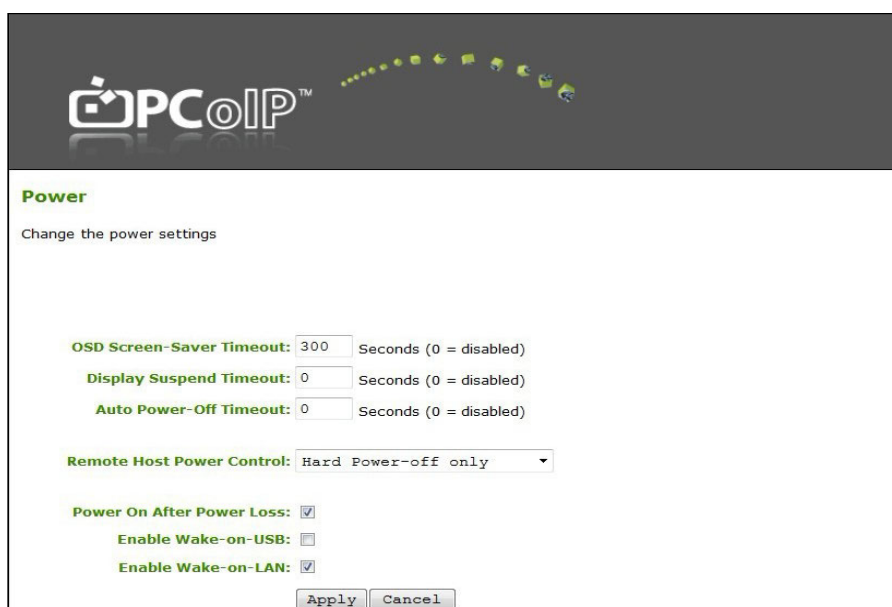 PCoIP™
Power
Change the power settings
OSD Screen-Saver Timeout: 300 Seconds (0 = disabled)
Display Suspend Timeout: 0 Seconds (0 = disabled)
Auto Power-Off Timeout: 0 Seconds (0 = disabled)
Remote Host Power Control: Hard Power-off only
Power On After Power Loss:
Enable Wake-on-USB:
Enable Wake-on-LAN:
Apply Cancel